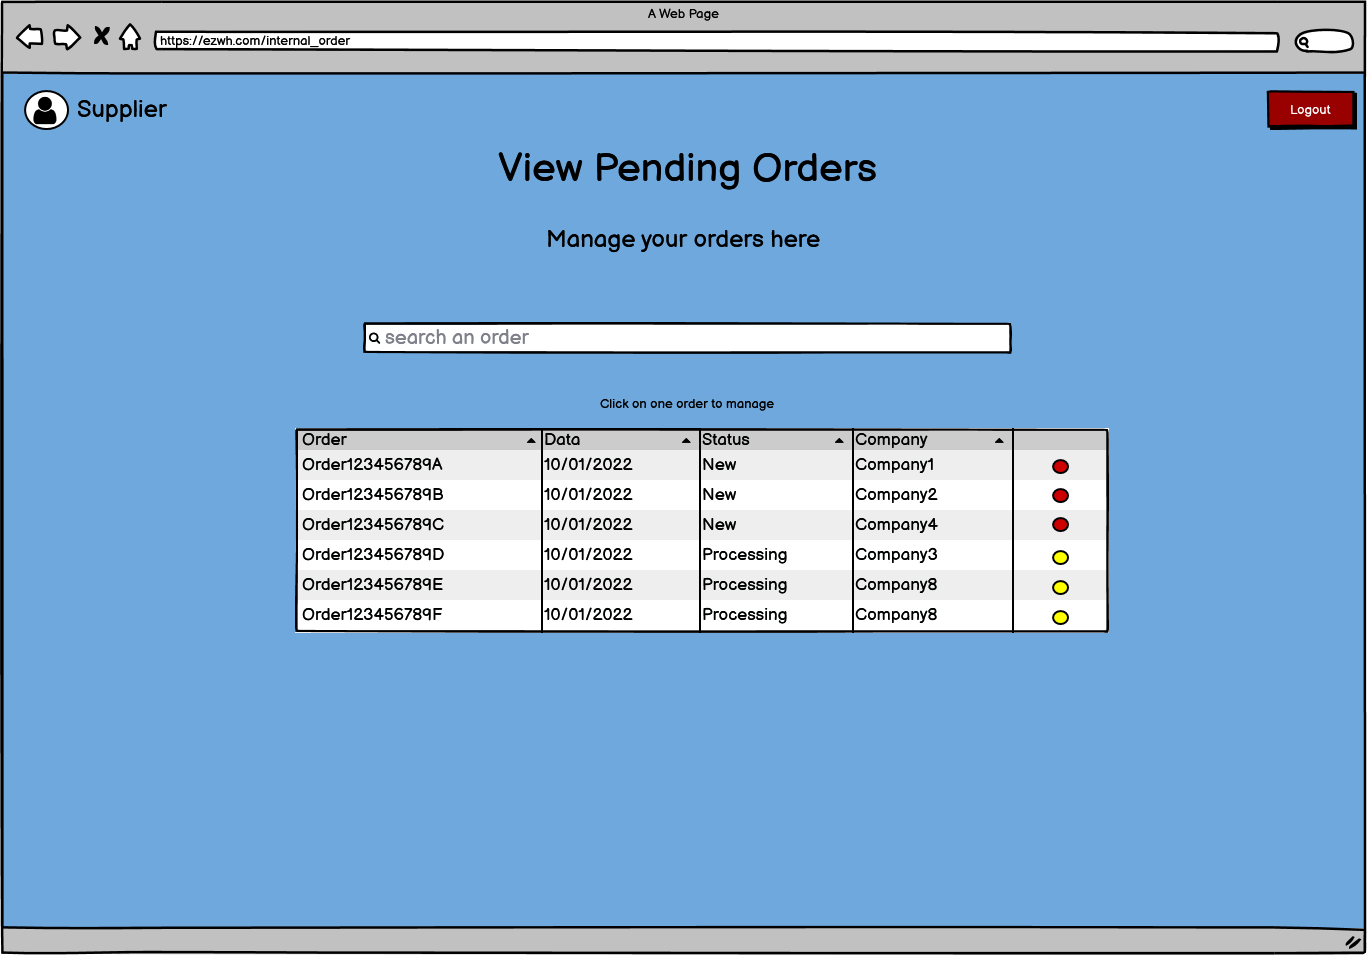 A Web Page
https://ezwh.com/internal_order
Supplier
Logout
View Pending Orders
Manage your orders here
search an order
Click on one order to manage
Order Data Status Company
Order123456789A 10/01/2022 New Company1
Order123456789B 10/01/2022 New Company2
Order123456789C 10/01/2022 New Company4
Order123456789D 10/01/2022 Processing Company3
Order123456789E 10/01/2022 Processing Company8
Order123456789F 10/01/2022 Processing Company8